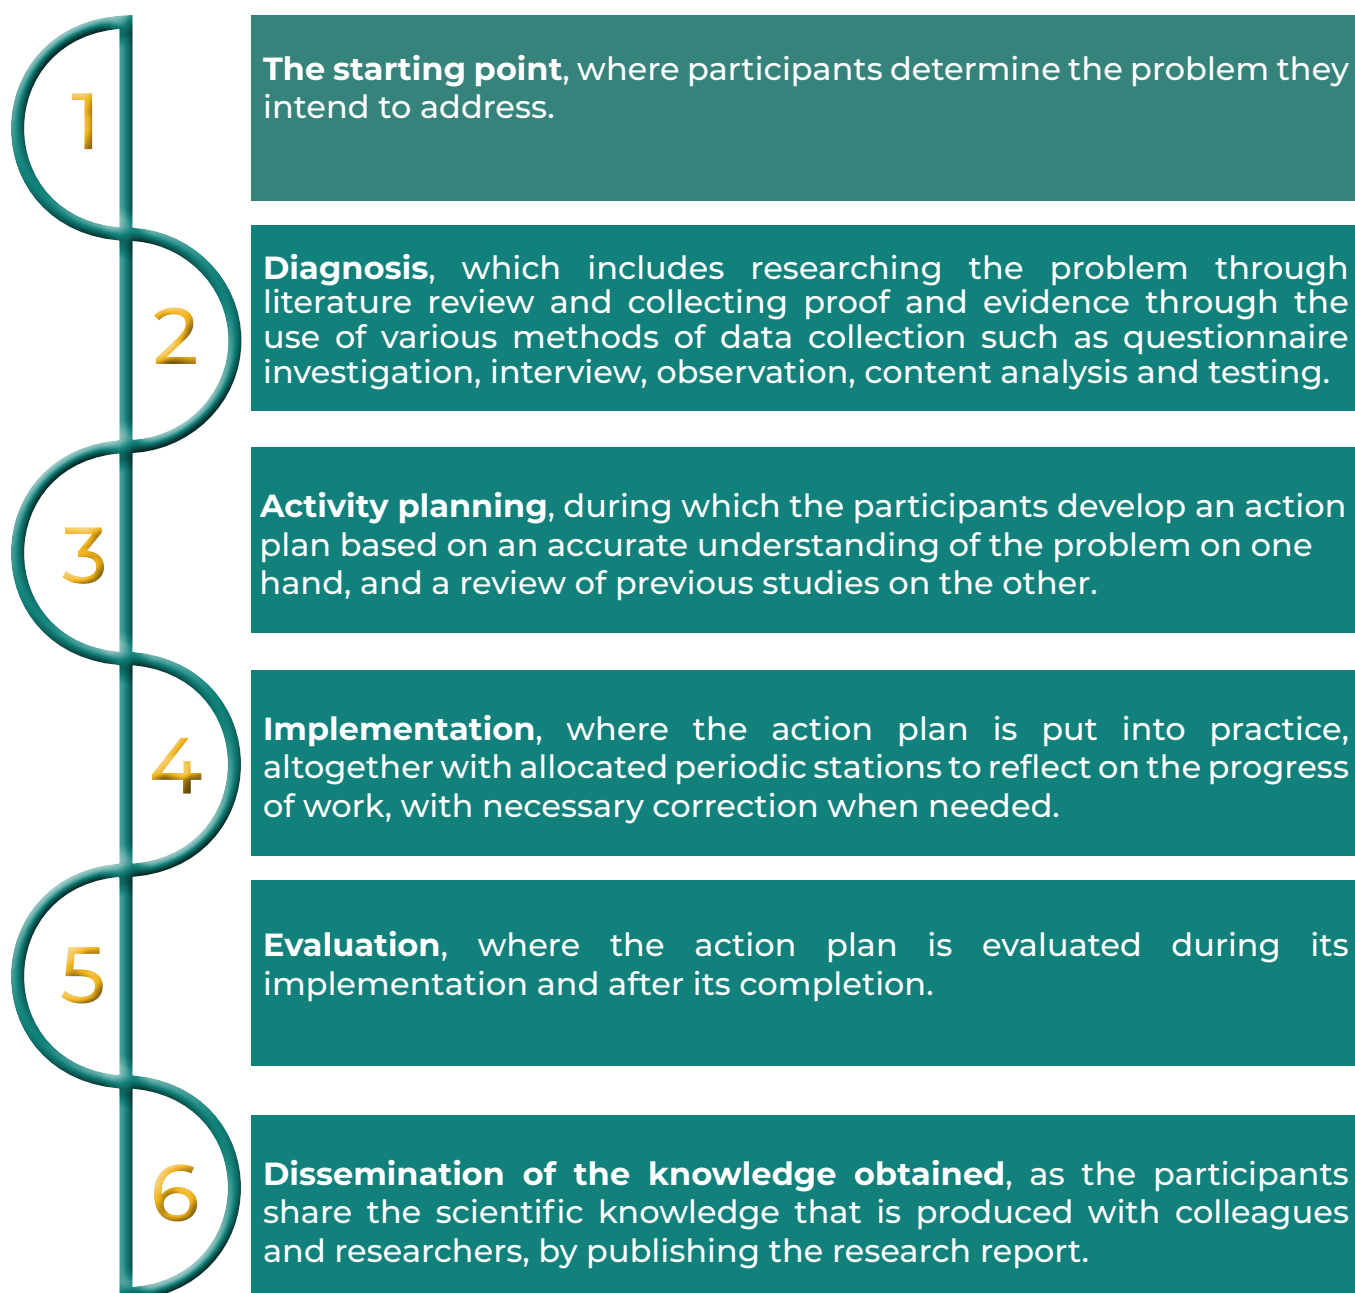 1
The starting point, where participants determine the problem they
intend to address.
2
Diagnosis, which includes researching the problem through
literature review and collecting proof and evidence through the
use of various methods of data collection such as questionnaire
investigation, interview, observation, content analysis and testing.
3
Activity planning, during which the participants develop an action
plan based on an accurate understanding of the problem on one
hand, and a review of previous studies on the other.
4
Implementation, where the action plan is put into practice,
altogether with allocated periodic stations to reflect on the progress
of work, with necessary correction when needed.
5
Evaluation, where the action plan is evaluated during its
implementation and after its completion.
6
Dissemination of the knowledge obtained, as the participants
share the scientific knowledge that is produced with colleagues
and researchers, by publishing the research report.